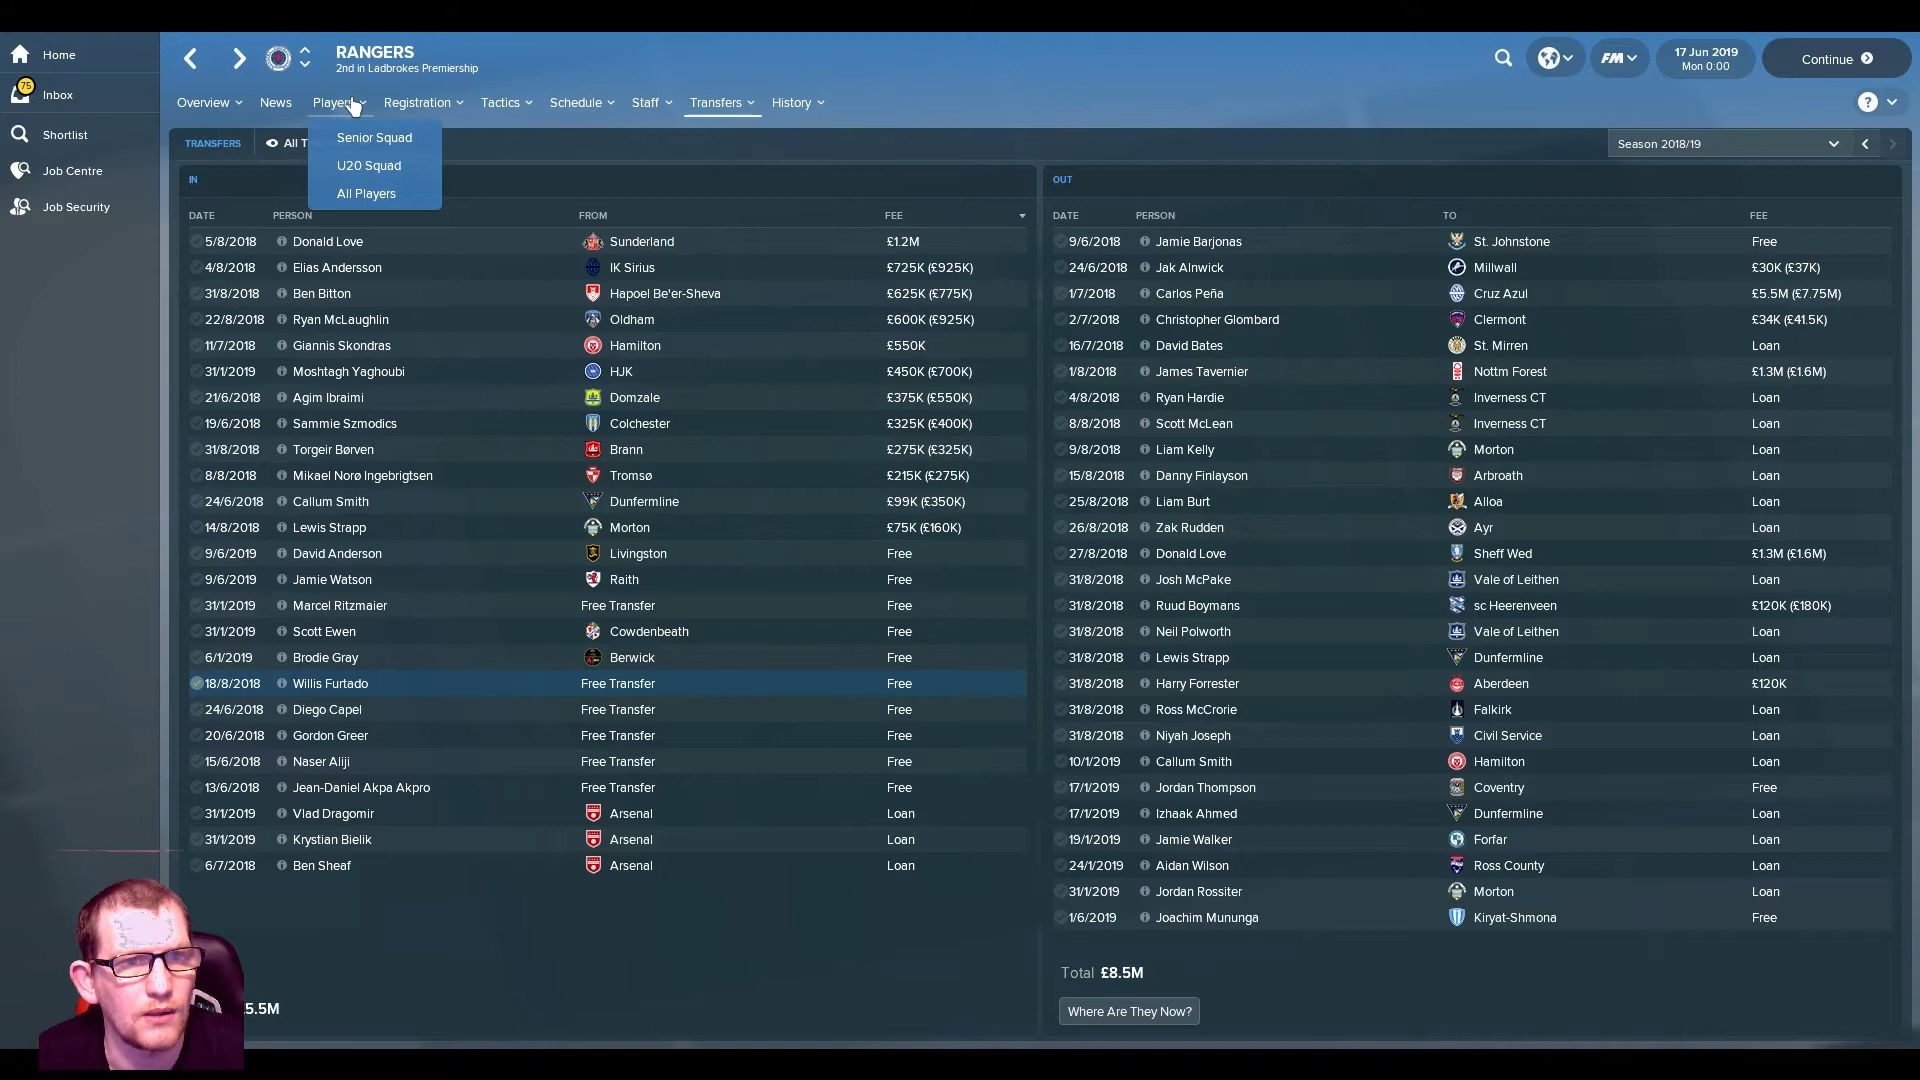 Home
Inbox
75
Shortlist
Job Centre
Job Security
RANGERS
2nd in Ladbrokes Premiership
FM
17 Jun 2019
Mon 0:00
Continue
Overview News Players Registration Tactics Schedule Staff Transfers History
?
Senior Squad
U20 Squad
All Players
TRANSFERS All T
Season 2018/19
IN
DATE PERSON FROM FEE
5/8/2018 Donald Love Sunderland £1.2M
4/8/2018 Elias Andersson IK Sirius £725K (£925K)
31/8/2018 Ben Bitton Hapoel Be'er-Sheva £625K (£775K)
22/8/2018 Ryan McLaughlin Oldham £600K (£925K)
11/7/2018 Giannis Skondras Hamilton £550K
31/1/2019 Moshtagh Yaghoubi HJK £450K (£700K)
21/6/2018 Agim Ibraimi Domzale £375K (£550K)
19/6/2018 Sammie Szmodics Colchester £325K (£400K)
31/8/2018 Torgeir Børven Brann £275K (£325K)
8/8/2018 Mikael Norø Ingebrigtsen Tromsø £215K (£275K)
24/6/2018 Callum Smith Dunfermline £99K (£350K)
14/8/2018 Lewis Strapp Morton £75K (£160K)
9/6/2019 David Anderson Livingston Free
9/6/2019 Jamie Watson Raith Free
31/1/2019 Marcel Ritzmaier Free Transfer Free
31/1/2019 Scott Ewen Cowdenbeath Free
6/1/2019 Brodie Gray Berwick Free
18/8/2018 Willis Furtado Free Transfer Free
24/6/2018 Diego Capel Free Transfer Free
20/6/2018 Gordon Greer Free Transfer Free
15/6/2018 Naser Aliji Free Transfer Free
13/6/2018 Jean-Daniel Akpa Akpro Free Transfer Free
31/1/2019 Vlad Dragomir Arsenal Loan
31/1/2019 Krystian Bielik Arsenal Loan
6/7/2018 Ben Sheaf Arsenal Loan
5.5M
OUT
DATE PERSON TO FEE
9/6/2018 Jamie Barjonas St. Johnstone Free
24/6/2018 Jak Alnwick Millwall £30K (£37K)
1/7/2018 Carlos Peña Cruz Azul £5.5M (£7.75M)
2/7/2018 Christopher Glombard Clermont £34K (£41.5K)
16/7/2018 David Bates St. Mirren Loan
1/8/2018 James Tavernier Nottm Forest £1.3M (£1.6M)
4/8/2018 Ryan Hardie Inverness CT Loan
8/8/2018 Scott McLean Inverness CT Loan
9/8/2018 Liam Kelly Morton Loan
15/8/2018 Danny Finlayson Arbroath Loan
25/8/2018 Liam Burt Alloa Loan
26/8/2018 Zak Rudden Ayr Loan
27/8/2018 Donald Love Sheff Wed £1.3M (£1.6M)
31/8/2018 Josh McPake Vale of Leithen Loan
31/8/2018 Ruud Boymans sc Heerenveen £120K (£180K)
31/8/2018 Neil Polworth Vale of Leithen Loan
31/8/2018 Lewis Strapp Dunfermline Loan
31/8/2018 Harry Forrester Aberdeen £120K
31/8/2018 Ross McCrorie Falkirk Loan
31/8/2018 Niyah Joseph Civil Service Loan
10/1/2019 Callum Smith Hamilton Loan
17/1/2019 Jordan Thompson Coventry Free
17/1/2019 Izhaak Ahmed Dunfermline Loan
19/1/2019 Jamie Walker Forfar Loan
24/1/2019 Aidan Wilson Ross County Loan
31/1/2019 Jordan Rossiter Morton Loan
1/6/2019 Joachim Mununga Kiryat-Shmona Free
Total £8.5M
Where Are They Now?